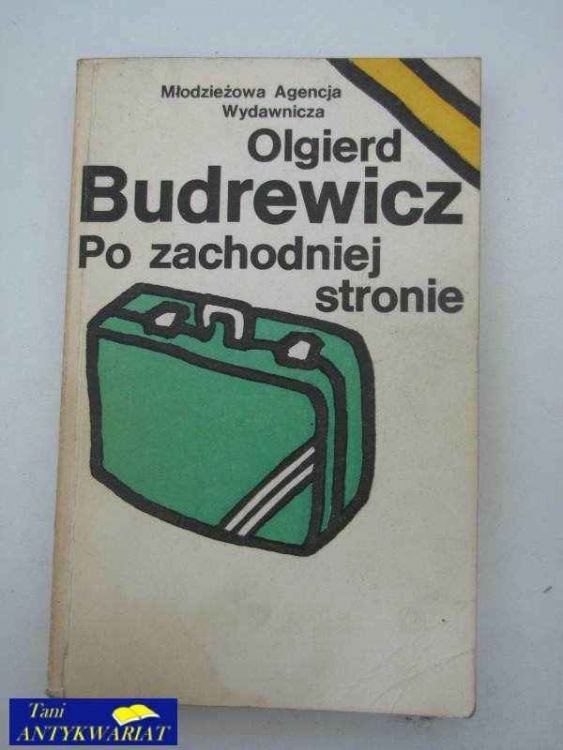 Młodzieżowa Agencja
Wydawnicza
Olgierd
Budrewicz
Po zachodniej
stronie
Tani
ANTYKWARIAT